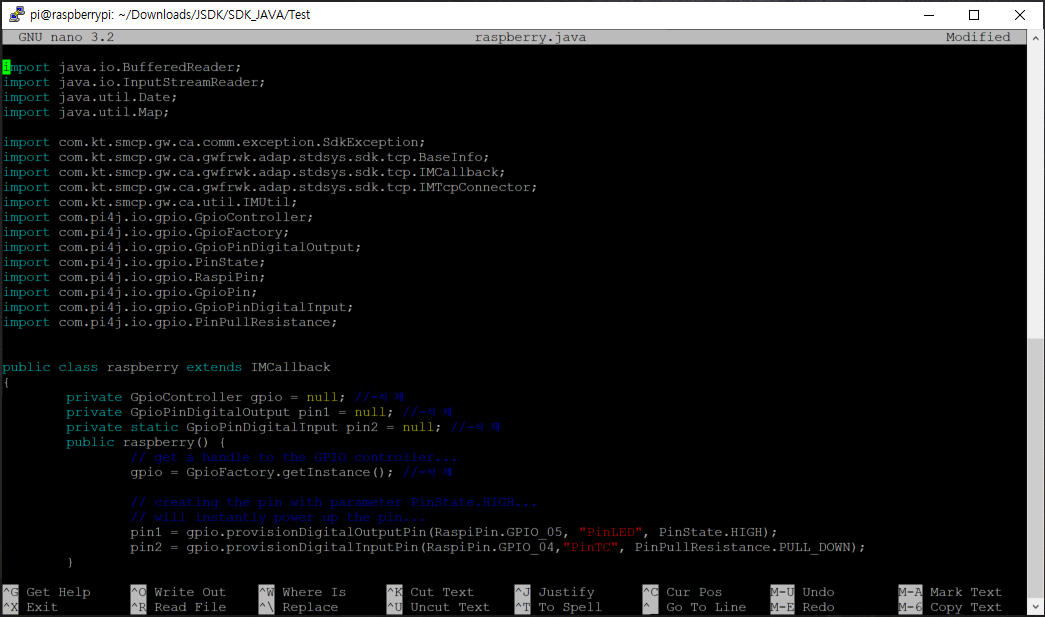 pi@raspberrypi: ~/Downloads/JSDK/SDK_JAVA/Test
GNU nano 3.2 raspberry.java Modified
import java.io.BufferedReader;
import java.io.InputStreamReader;
import java.util.Date;
import java.util.Map;
import com.kt.smcp.gw.ca.comm.exception.SdkException;
import com.kt.smcp.gw.ca.gwfrwk.adap.stdsys.sdk.tcp.BaseInfo;
import com.kt.smcp.gw.ca.gwfrwk.adap.stdsys.sdk.tcp.IMCallback;
import com.kt.smcp.gw.ca.gwfrwk.adap.stdsys.sdk.tcp.IMTcpConnector;
import com.kt.smcp.gw.ca.util.IMUtil;
import com.pi4j.io.gpio.GpioController;
import com.pi4j.io.gpio.GpioFactory;
import com.pi4j.io.gpio.GpioPinDigitalOutput;
import com.pi4j.io.gpio.PinState;
import com.pi4j.io.gpio.RaspiPin;
import com.pi4j.io.gpio.GpioPin;
import com.pi4j.io.gpio.GpioPinDigitalInput;
import com.pi4j.io.gpio.PinPullResistance;
public class raspberry extends IMCallback
{
private GpioController gpio = null; //
private GpioPinDigitalOutput pin1 = null; //
private static GpioPinDigitalInput pin2 = null; //
public raspberry() {
// get a handle to the GPIO controller...
gpio = GpioFactory.getInstance(); //
// creating the pin with parameter PinState.HIGH...
// will instantly power up the pin...
pin1 = gpio.provisionDigitalOutputPin(RaspiPin.GPIO_05, "PinLED", PinState.HIGH);
pin2 = gpio.provisionDigitalInputPin(RaspiPin.GPIO_04,"PinTC", PinPullResistance.PULL_DOWN);
}
^G Get Help ^O Write Out ^W Where Is ^K Cut Text ^J Justify ^C Cur Pos M-U Undo M-A Mark Text
^X Exit ^R Read File ^\ Replace ^U Uncut Text ^T To Spell ^_ Go To Line M-E Redo M-6 Copy Text